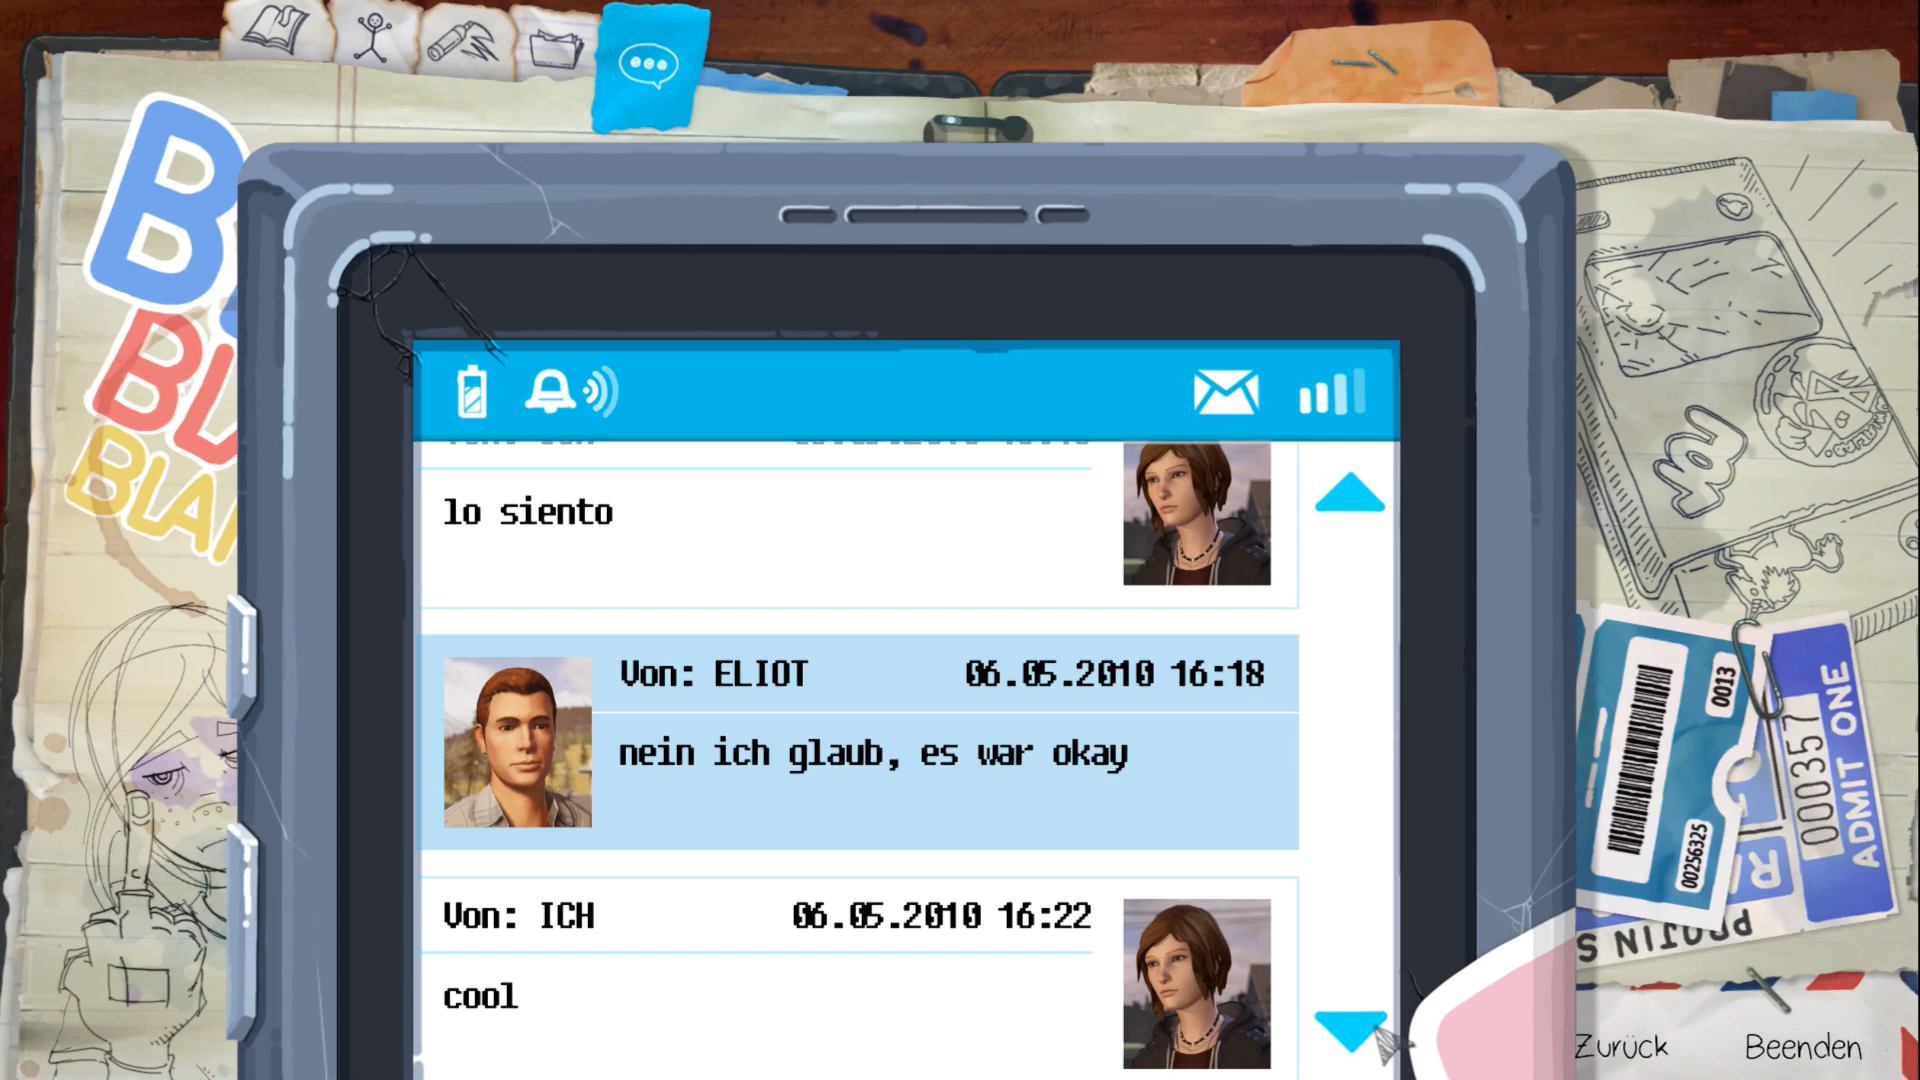 lo siento
Von: ELIOT 06.05.2010 16:18
nein ich glaub, es war okay
Von: ICH 06.05.2010 16:22
cool
0013
00256325
000357
ADMIT ONE
Zurück
Beenden